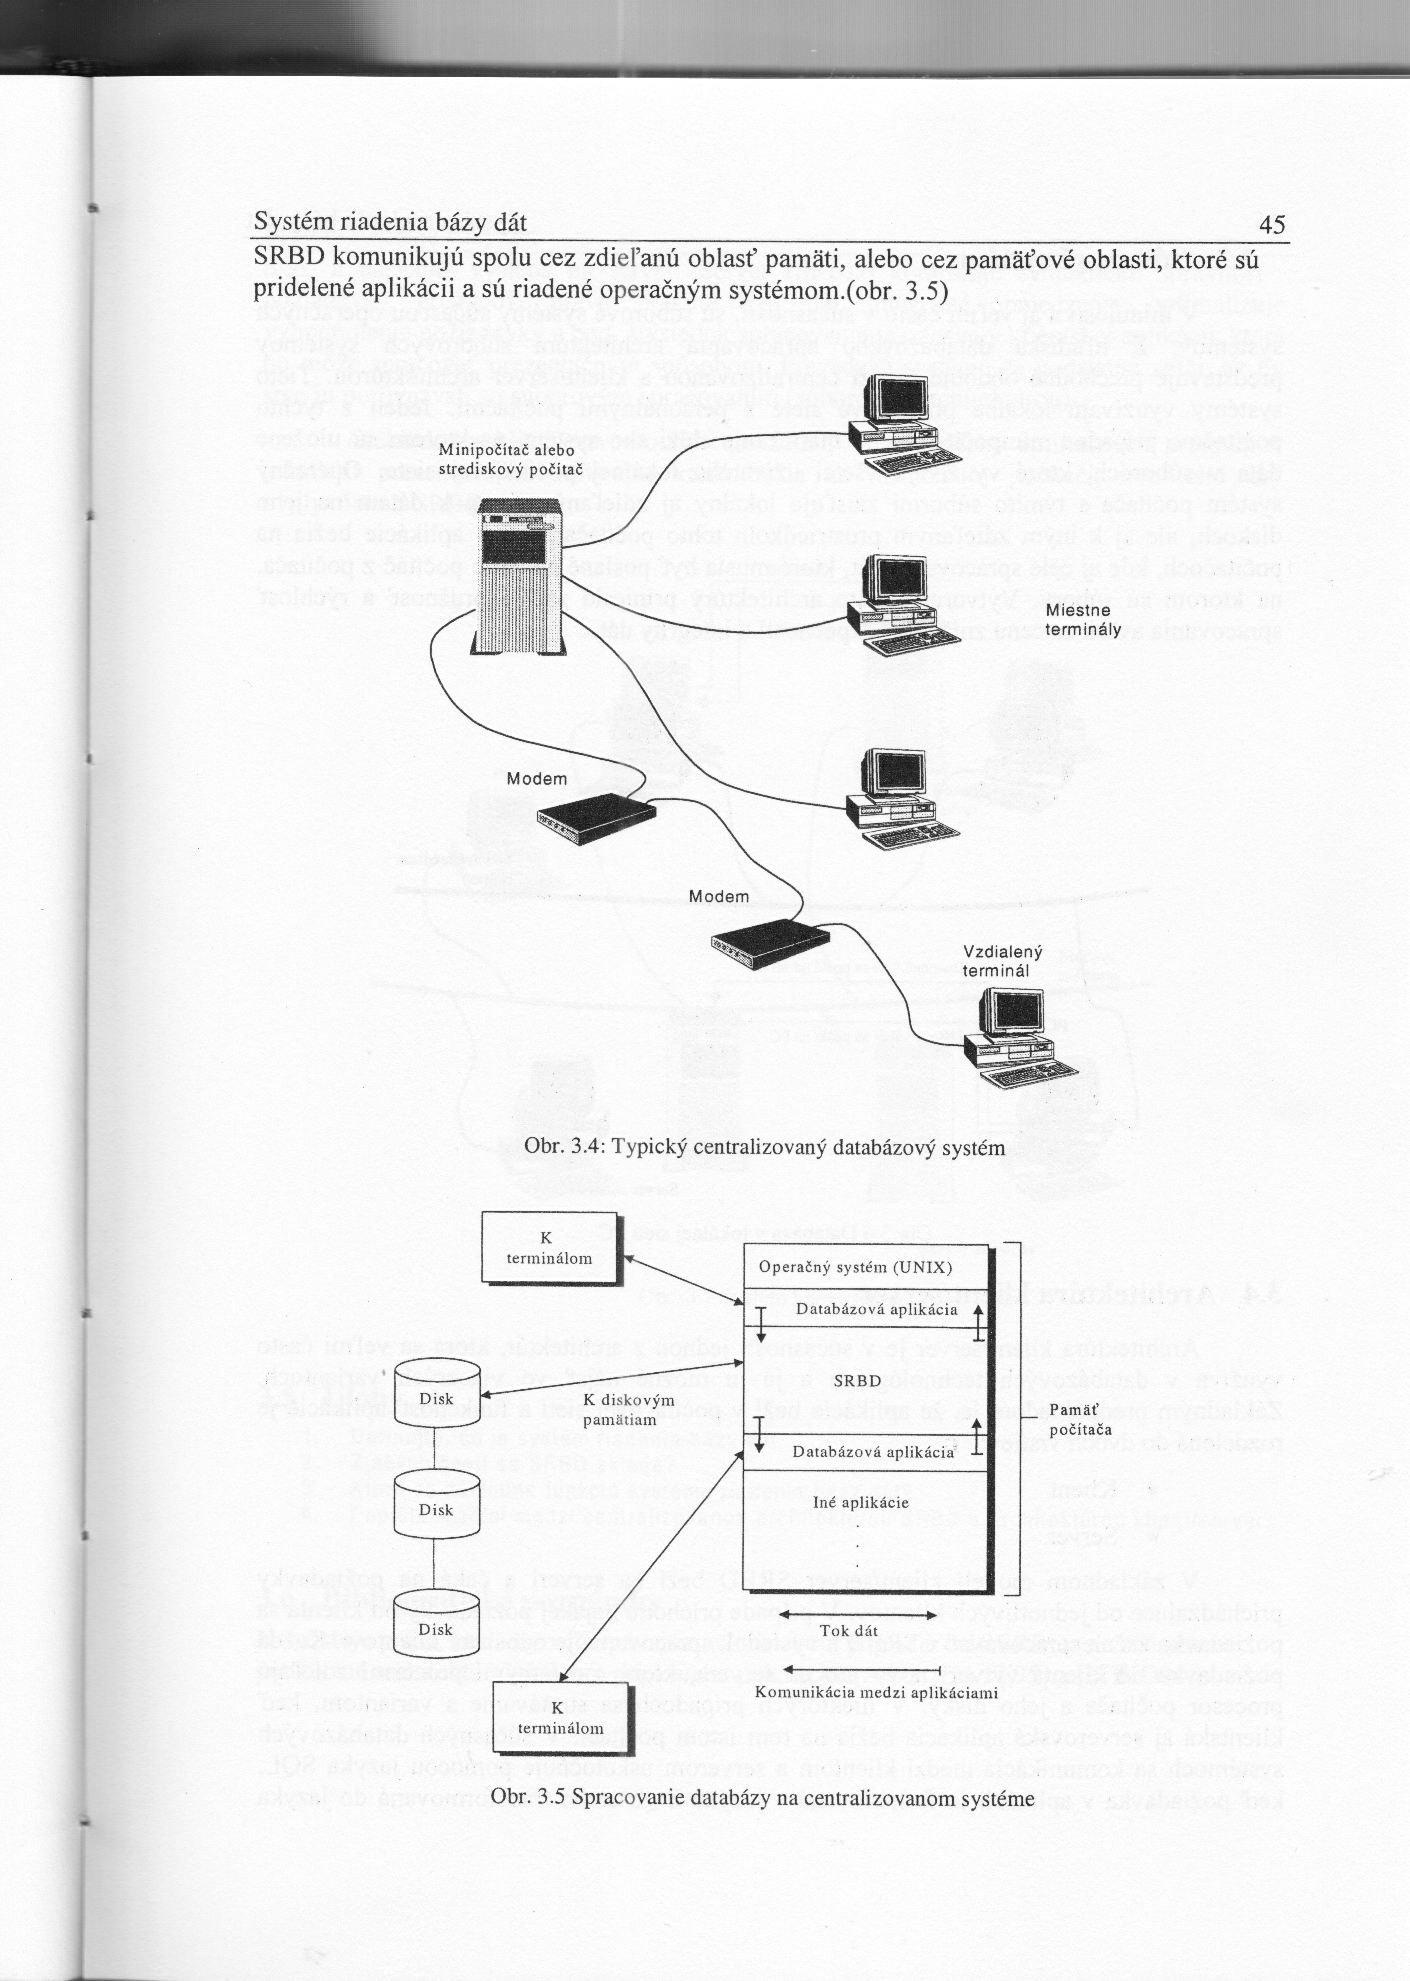 Systém riadenia bázy dát 45
SRBD komunikujú spolu cez zdieľanú oblasť pamäti, alebo cez pamäťové oblasti, ktoré sú
pridelené aplikácii a sú riadené operačným systémom.(obr. 3.5)
Minipočítač alebo
strediskový počítač
Miestne
terminály
Modem
Modem
Vzdialený
terminál
Obr. 3.4: Typický centralizovaný databázový systém
K
terminálom
Operačný systém (UNIX)
Databázová aplikácia
SRBD
Disk
K diskovým
pamätiam
Pamäť
počítača
Databázová aplikácia
Iné aplikácie
.
.
.
Disk
Disk
Tok dát
Komunikácia medzi aplikáciami
K
terminálom
Obr. 3.5 Spracovanie databázy na centralizovanom systéme